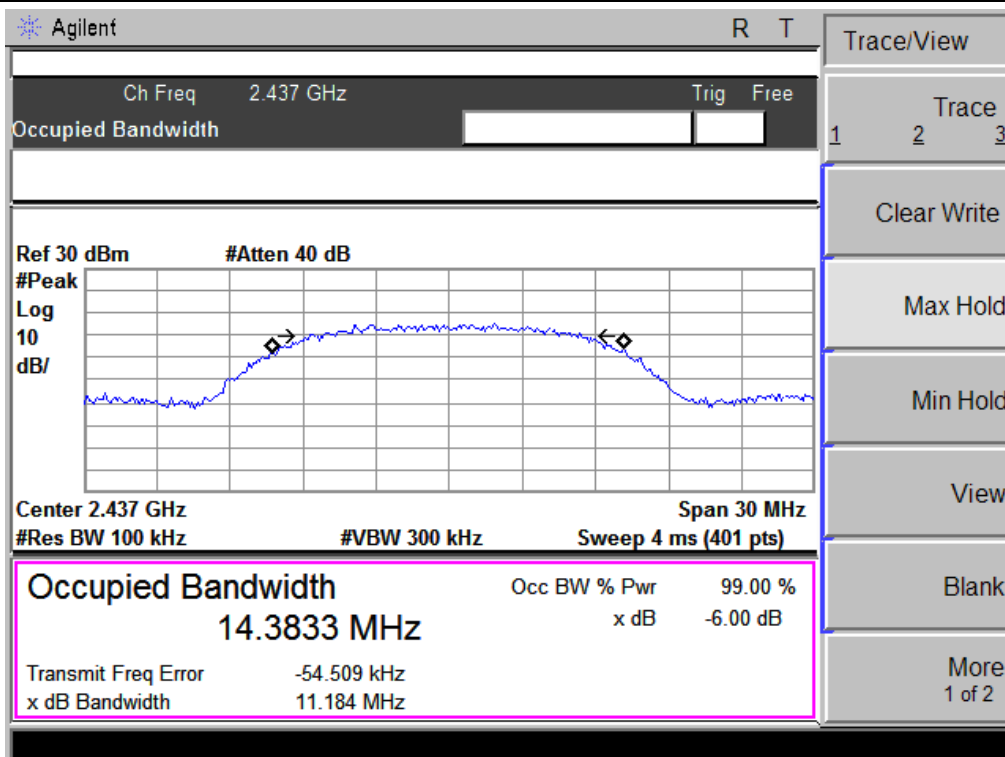 Agilent R T
Ch Freq 2.437 GHz Trig Free
Occupied Bandwidth
Ref 30 dBm #Atten 40 dB
#Peak
Log
10
dB/
Center 2.437 GHz Span 30 MHz
#Res BW 100 kHz #VBW 300 kHz Sweep 4 ms (401 pts)
Occupied Bandwidth Occ BW % Pwr 99.00 %
14.3833 MHz x dB -6.00 dB
Transmit Freq Error -54.509 kHz
x dB Bandwidth 11.184 MHz
Trace/View
Trace
1 2 3
Clear Write
Max Hold
Min Hold
View
Blank
More
1 of 2